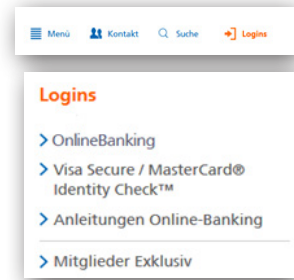 Menü Kontakt Suche Logins
Logins
OnlineBanking
Visa Secure / MasterCard®
Identity Check™
Anleitungen Online-Banking
Mitglieder Exklusiv